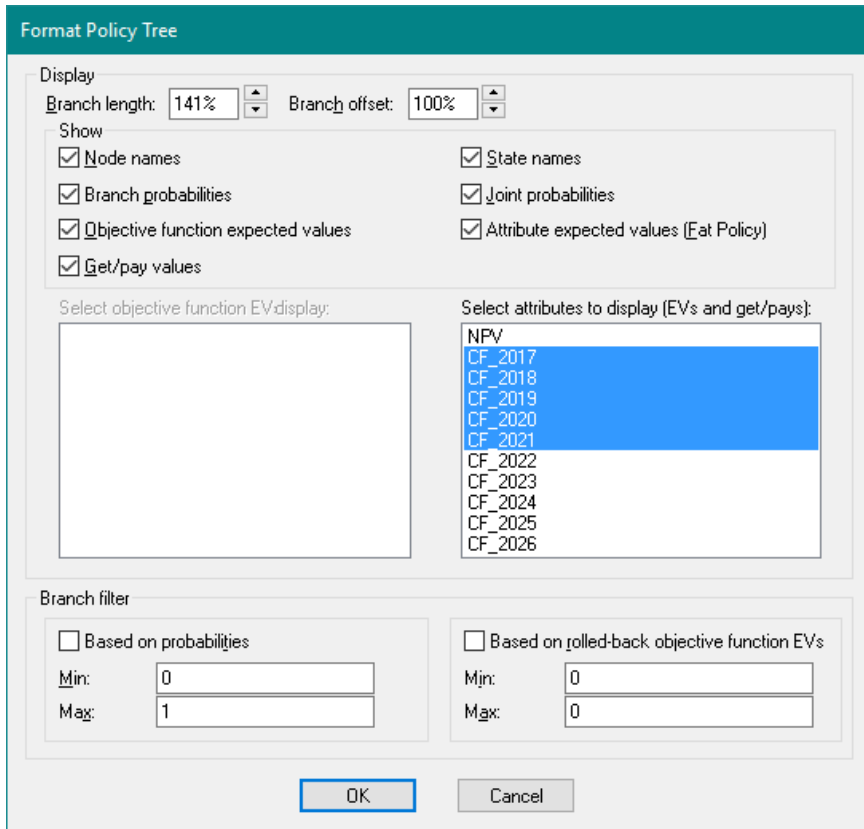 Format Policy Tree
Display
Branch length: 141% Branch offset: 100%
Show
Node names State names
Branch probabilities Joint probabilities
Objective function expected values Attribute expected values (Fat Policy)
Get/pay values
Select objective function EV:display: Select attributes to display (EVs and get/pays):
NPV
CF_2017
CF_2018
CF_2019
CF_2020
CF_2021
CF_2022
CF_2023
CF_2024
CF_2025
CF_2026
Branch filter
Based on probabilities Based on rolled-back objective function EVs
Min: 0 Min: 0
Max: 1 Max: 0
OK Cancel